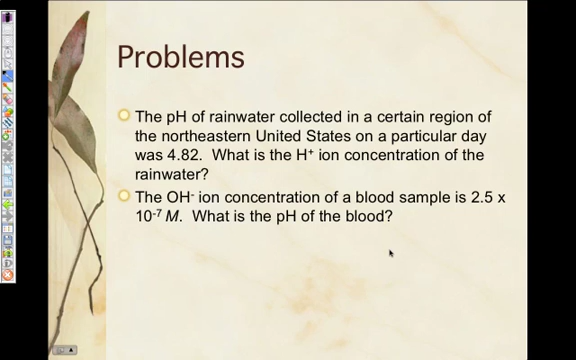 Problems
The pH of rainwater collected in a certain region of
the northeastern United States on a particular day
was 4.82. What is the H⁺ ion concentration of the
rainwater?
The OH⁻ ion concentration of a blood sample is 2.5 x
10⁻⁷ M. What is the pH of the blood?